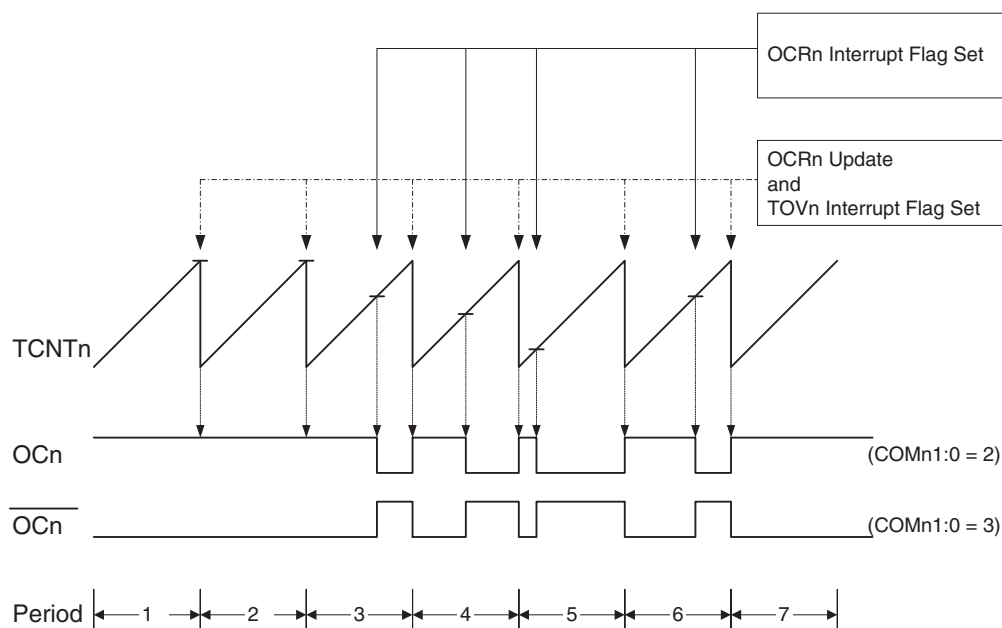 OCRn Interrupt Flag Set
OCRn Update
and
TOVn Interrupt Flag Set
TCNTn
OCn
(COMn1:0 = 2)
OCn
(COMn1:0 = 3)
Period
1
2
3
4
5
6
7